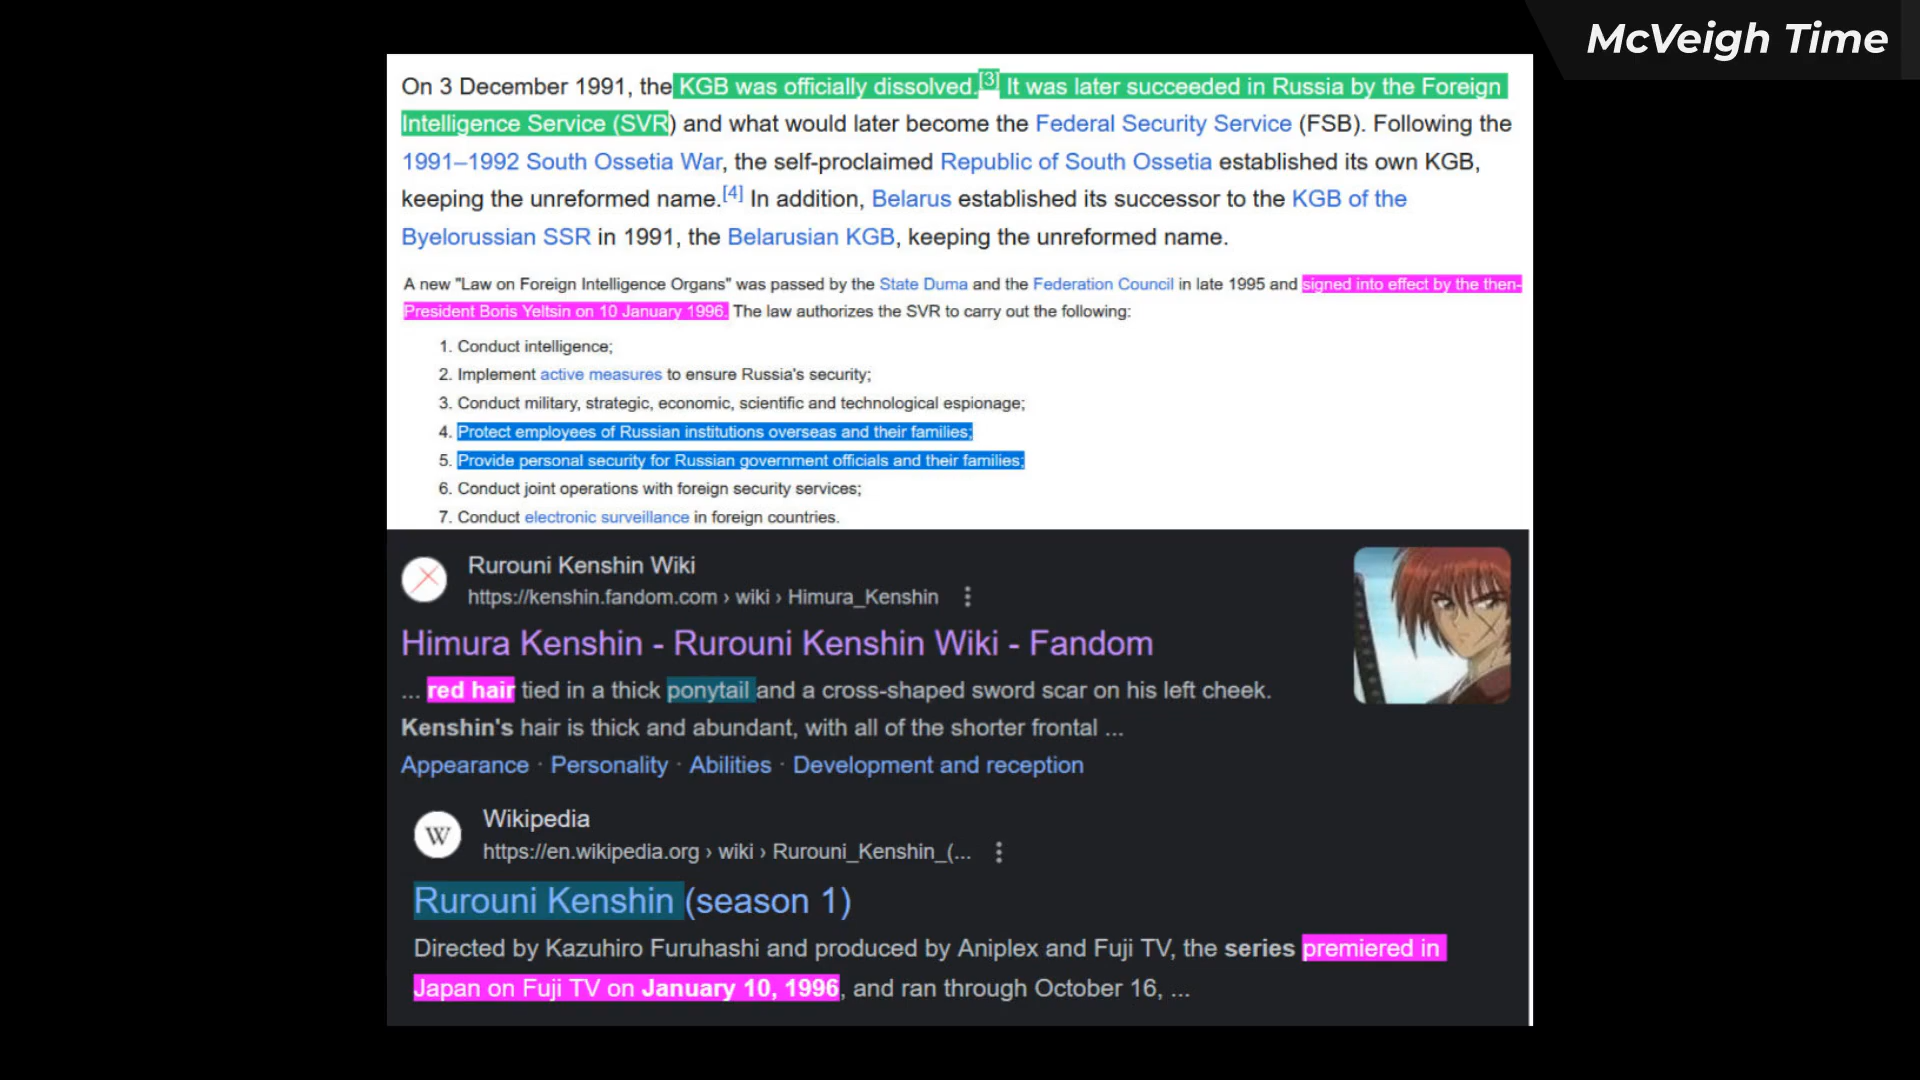 McVeigh Time
On 3 December 1991, the KGB was officially dissolved.[3] It was later succeeded in Russia by the Foreign
Intelligence Service (SVR) and what would later become the Federal Security Service (FSB). Following the
1991–1992 South Ossetia War, the self-proclaimed Republic of South Ossetia established its own KGB,
keeping the unreformed name.[4] In addition, Belarus established its successor to the KGB of the
Byelorussian SSR in 1991, the Belarusian KGB, keeping the unreformed name.
A new "Law on Foreign Intelligence Organs" was passed by the State Duma and the Federation Council in late 1995 and signed into effect by the then-
President Boris Yeltsin on 10 January 1996. The law authorizes the SVR to carry out the following:
1. Conduct intelligence;
2. Implement active measures to ensure Russia's security;
3. Conduct military, strategic, economic, scientific and technological espionage;
4. Protect employees of Russian institutions overseas and their families;
5. Provide personal security for Russian government officials and their families;
6. Conduct joint operations with foreign security services;
7. Conduct electronic surveillance in foreign countries.
Rurouni Kenshin Wiki
https://kenshin.fandom.com › wiki › Himura_Kenshin
Himura Kenshin - Rurouni Kenshin Wiki - Fandom
... red hair tied in a thick ponytail and a cross-shaped sword scar on his left cheek.
Kenshin's hair is thick and abundant, with all of the shorter frontal ...
Appearance · Personality · Abilities · Development and reception
W
Wikipedia
https://en.wikipedia.org › wiki › Rurouni_Kenshin_(...
Rurouni Kenshin (season 1)
Directed by Kazuhiro Furuhashi and produced by Aniplex and Fuji TV, the series premiered in
Japan on Fuji TV on January 10, 1996, and ran through October 16, ...